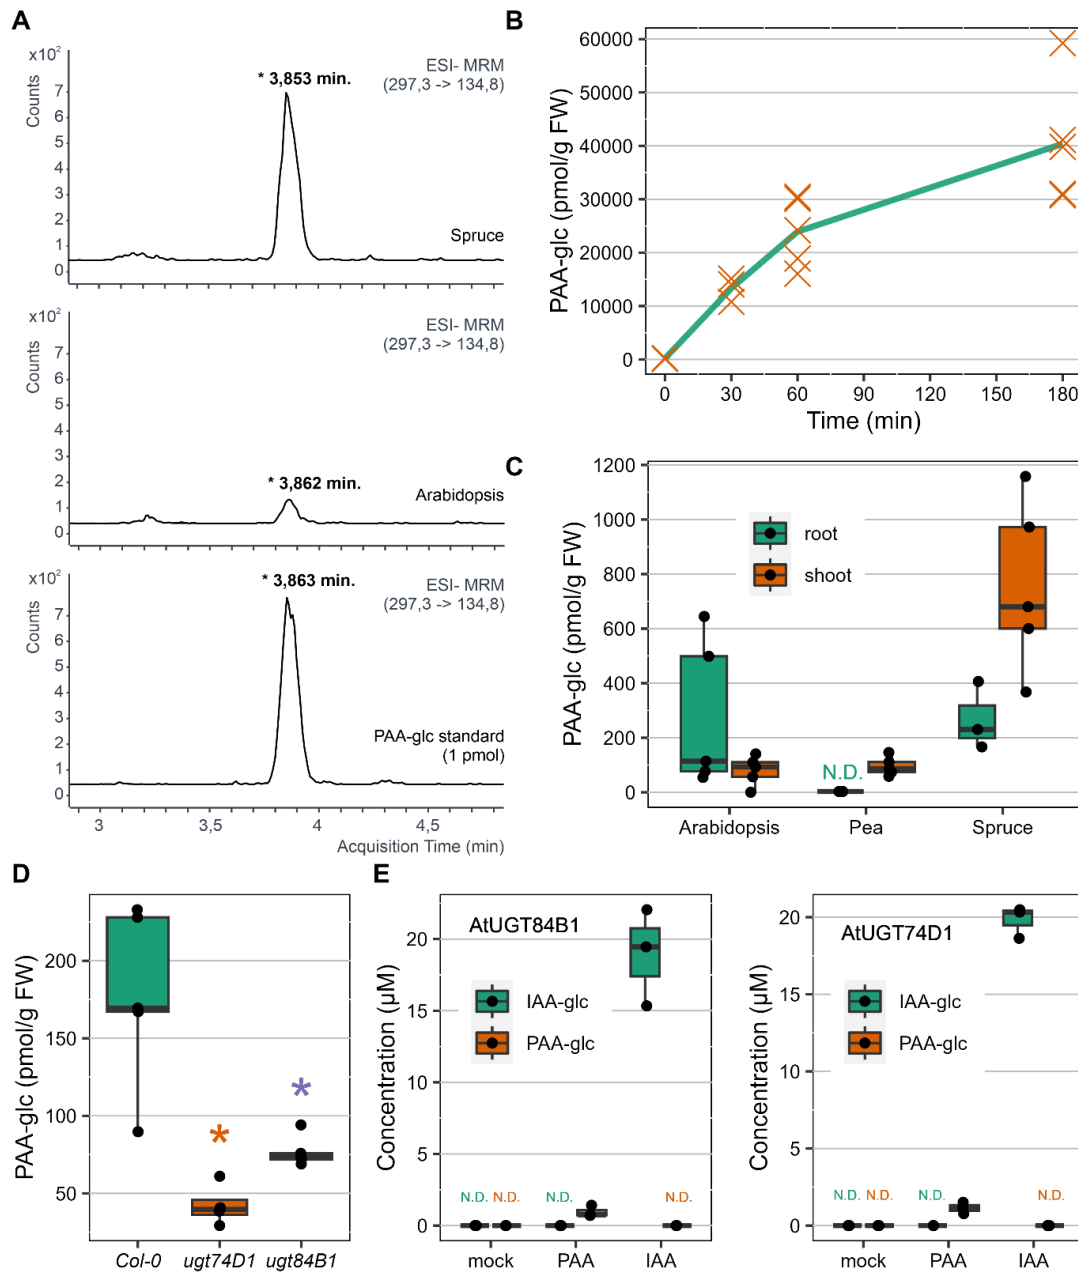 A
x10²
Counts
7
6
5
4
3
2
1
0
* 3,853 min.
ESI- MRM
(297,3 -> 134,8)
Spruce
x10²
Counts
7
6
5
4
3
2
1
0
* 3,862 min.
ESI- MRM
(297,3 -> 134,8)
Arabidopsis
x10²
Counts
7
6
5
4
3
2
1
0
* 3,863 min.
ESI- MRM
(297,3 -> 134,8)
PAA-glc standard
(1 pmol)
3 3,5 4 4,5
Acquisition Time (min)
B
PAA-glc (pmol/g FW)
60000
50000
40000
30000
20000
10000
0
0 30 60 90 120 150 180
Time (min)
C
PAA-glc (pmol/g FW)
1200
1000
800
600
400
200
0
root
shoot
N.D.
Arabidopsis Pea Spruce
D
PAA-glc (pmol/g FW)
200
150
100
50
*
*
Col-0 ugt74D1 ugt84B1
E
Concentration (µM)
20
15
10
5
0
AtUGT84B1
IAA-glc
PAA-glc
N.D. N.D. N.D. N.D.
mock PAA IAA
Concentration (µM)
20
15
10
5
0
AtUGT74D1
IAA-glc
PAA-glc
N.D. N.D. N.D. N.D.
mock PAA IAA